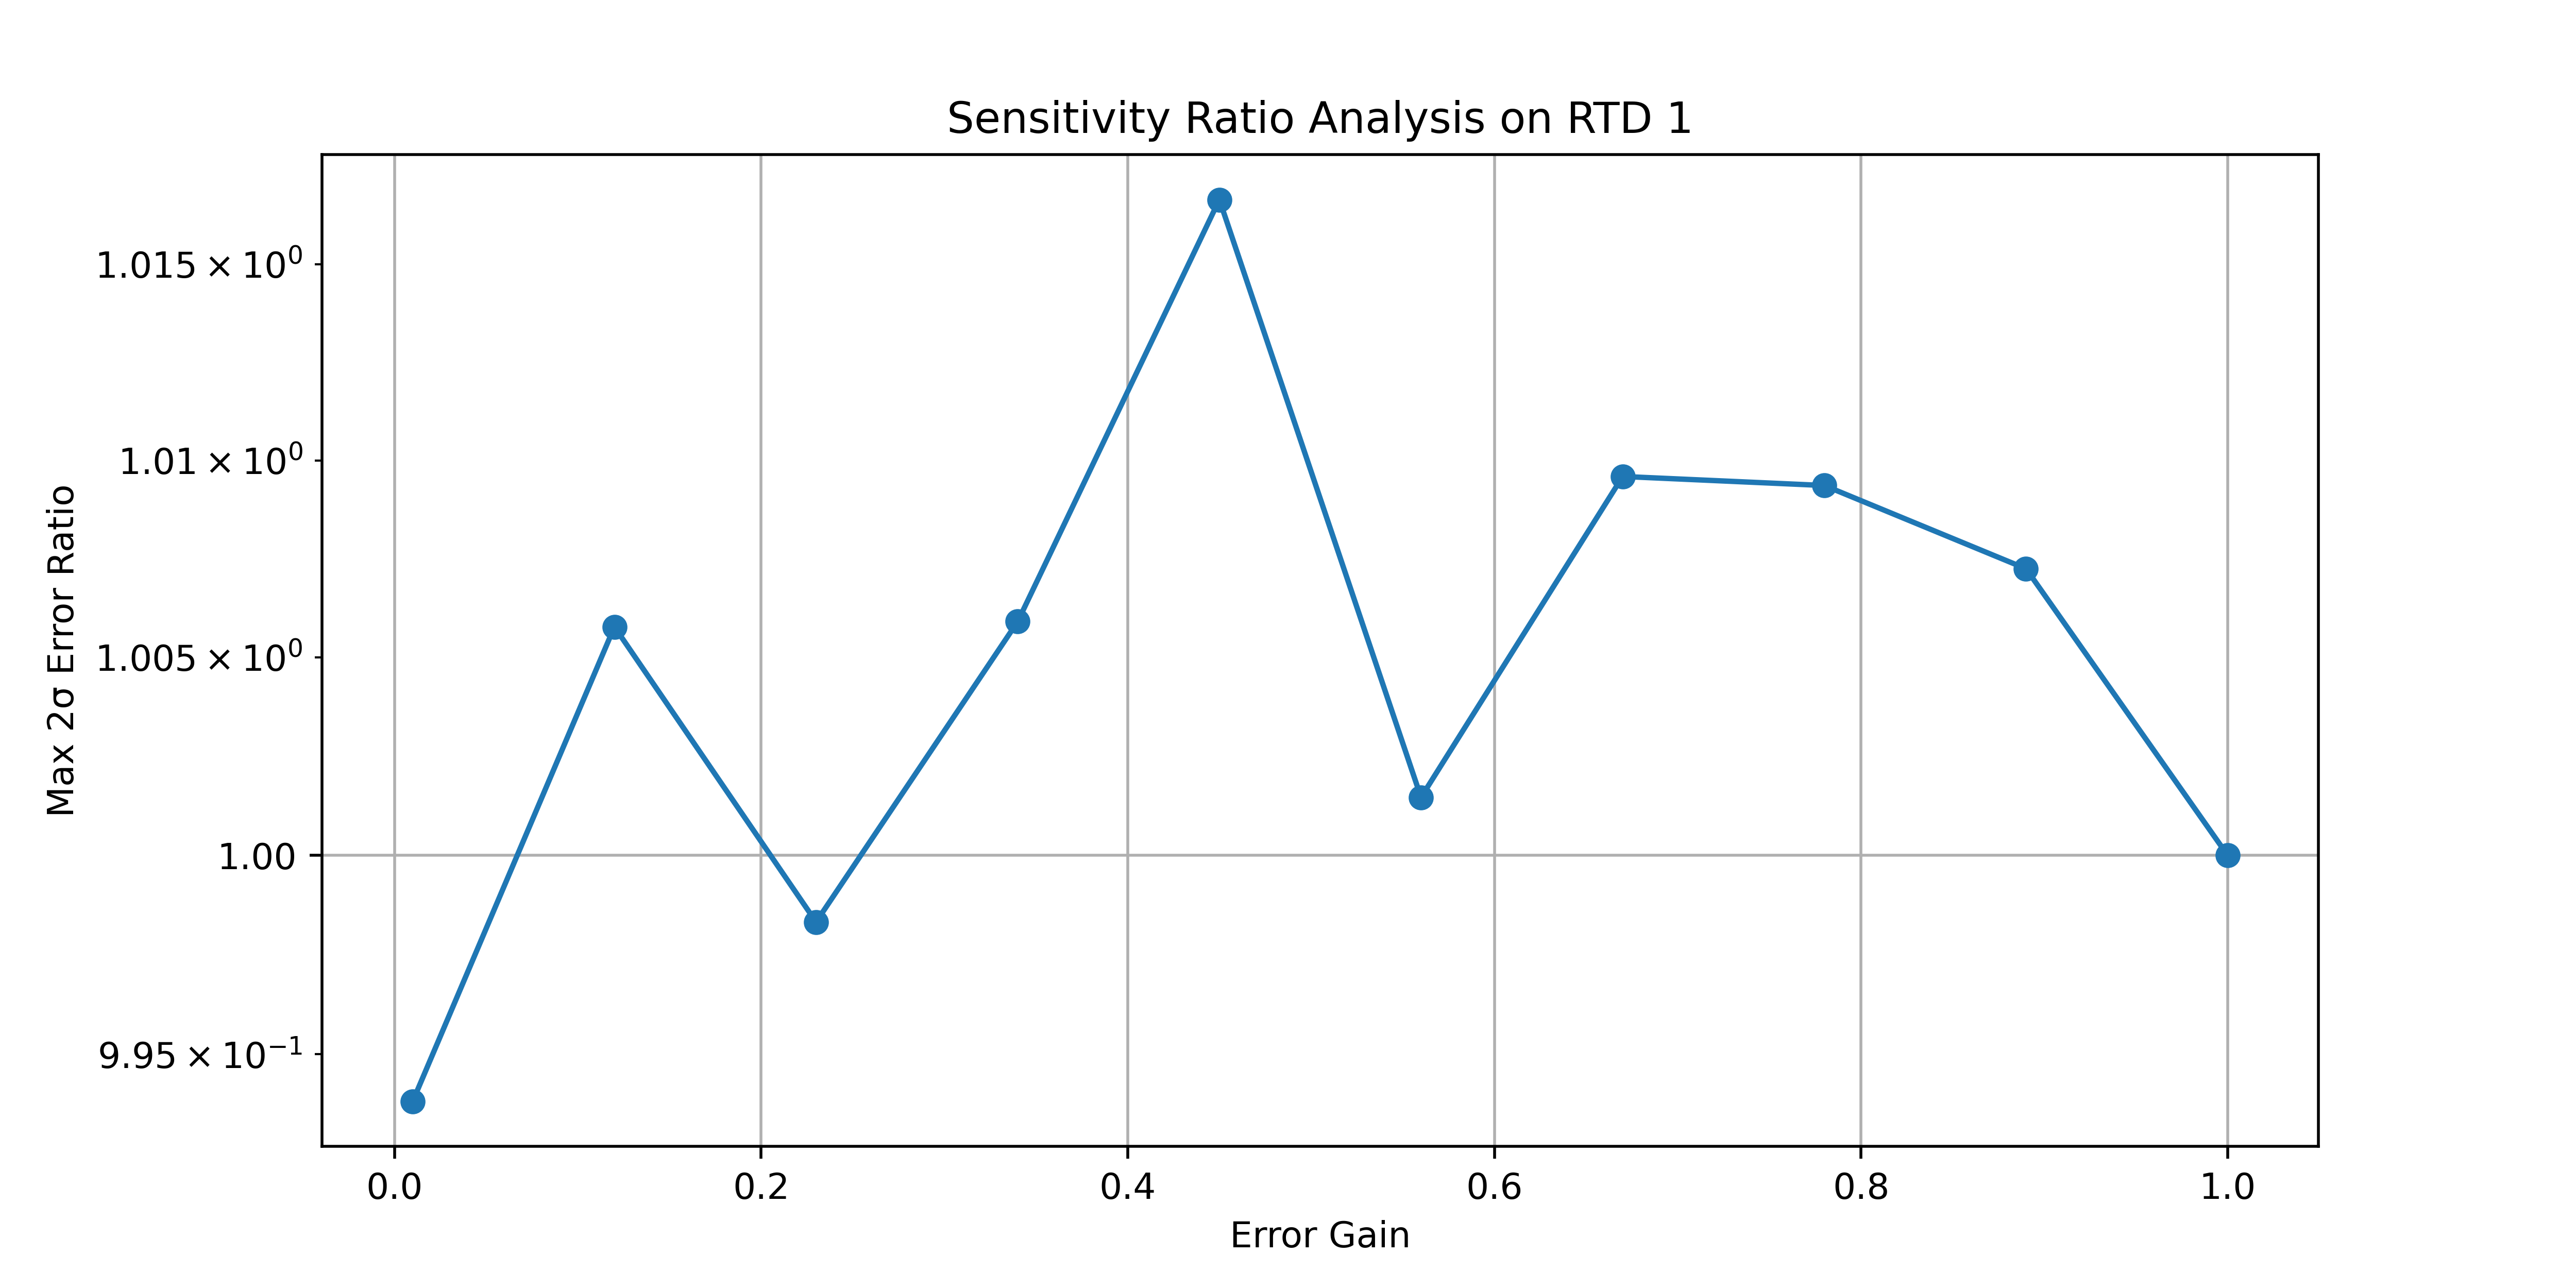 Sensitivity Ratio Analysis on RTD 1
Max 2σ Error Ratio
1.015 × 10⁰
1.01 × 10⁰
1.005 × 10⁰
1.00
9.95 × 10⁻¹
0.0 0.2 0.4 0.6 0.8 1.0
Error Gain